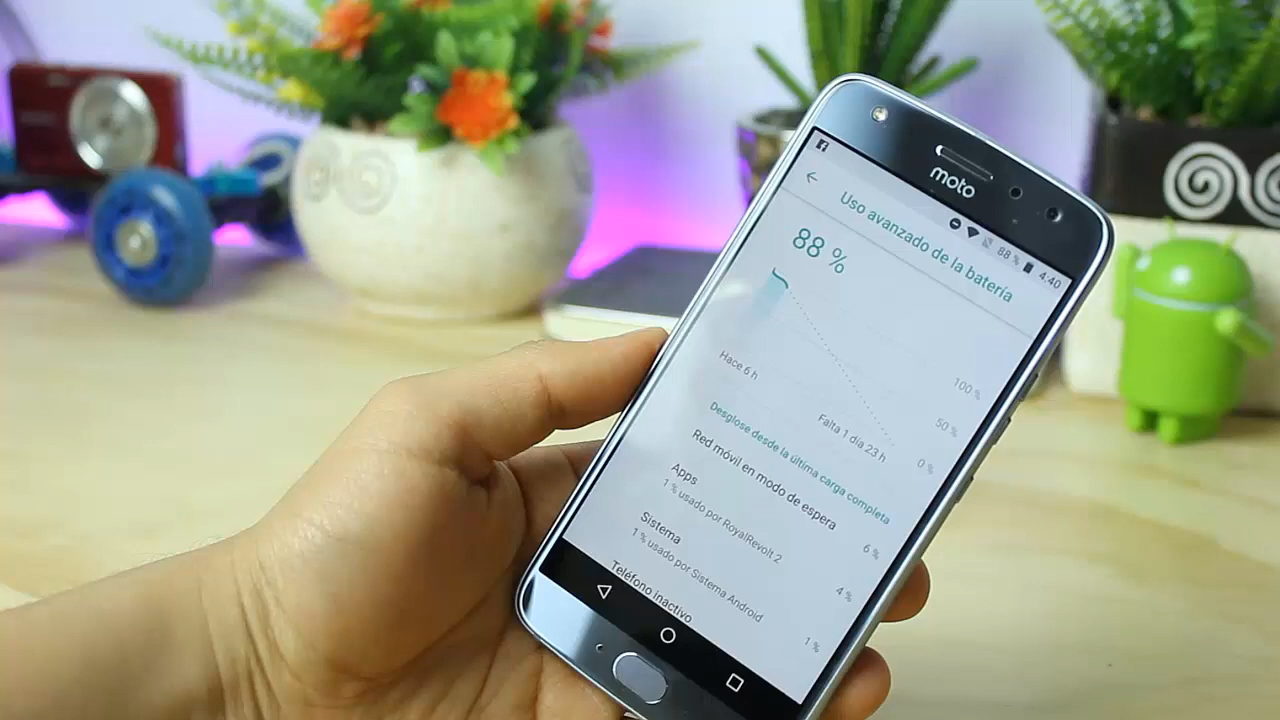 moto
88 % 4:40
Uso avanzado de la batería
88 %
100 %
50 %
0 %
Hace 6 h
Falta 1 día 23 h
Desglose desde la última carga completa
Red móvil en modo de espera
6 %
Apps
1 % usado por RoyalRevolt 2
4 %
Sistema
1 % usado por Sistema Android
1 %
Teléfono inactivo